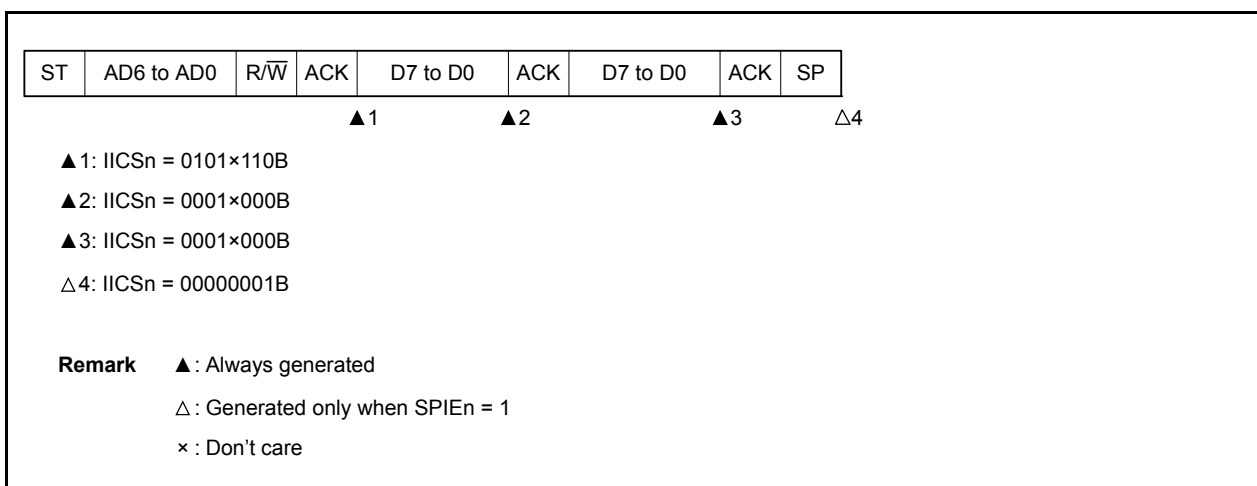 ST AD6 to AD0 R/W̅ ACK D7 to D0 ACK D7 to D0 ACK SP
▲1 ▲2 ▲3 △4
▲1: IICSn = 0101×110B
▲2: IICSn = 0001×000B
▲3: IICSn = 0001×000B
△4: IICSn = 00000001B
Remark ▲: Always generated
△: Generated only when SPIEn = 1
×: Don't care